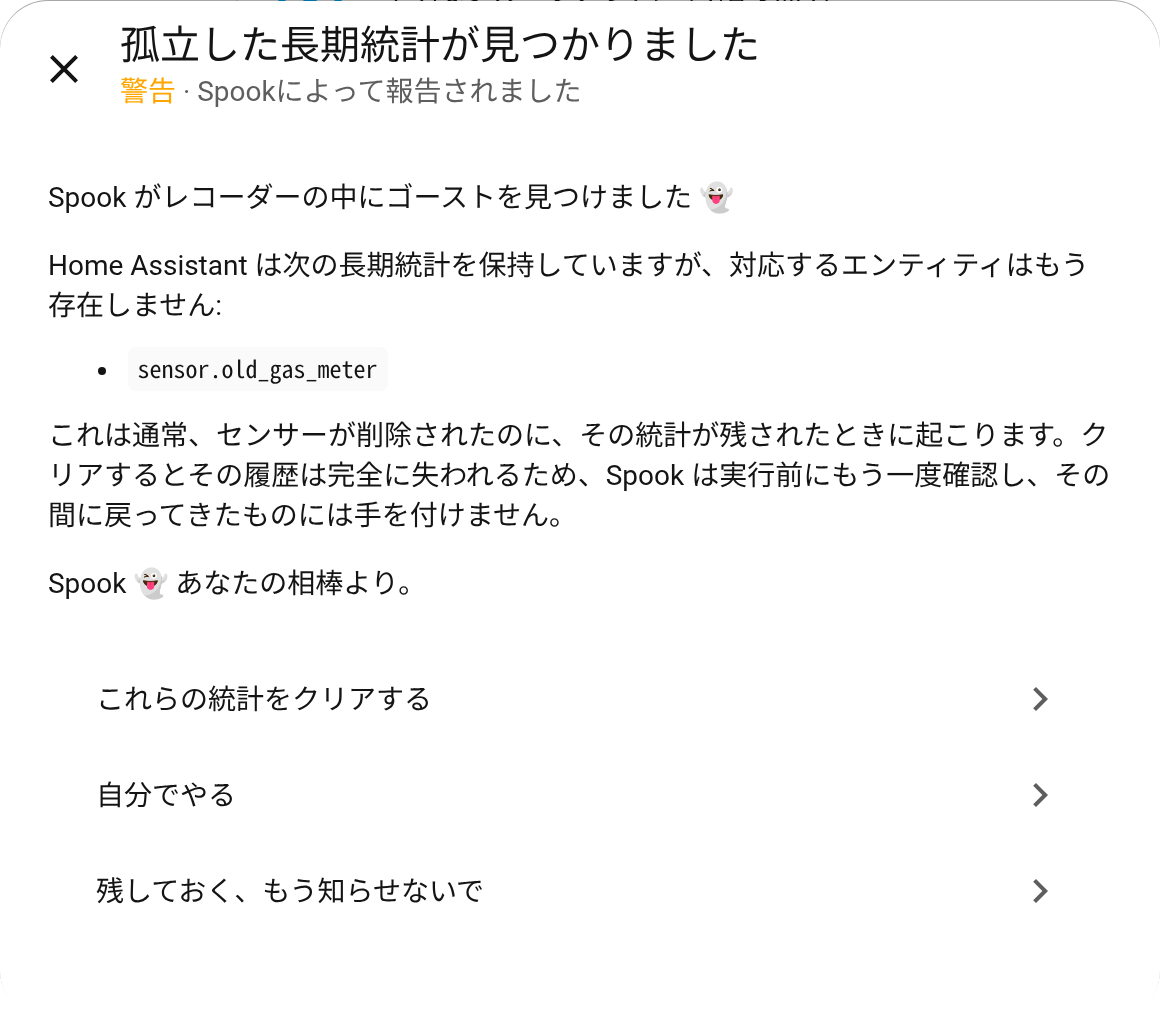 孤立した長期統計が見つかりました
警告 · Spookによって報告されました
Spook がレコーダーの中にゴーストを見つけました 👻
Home Assistant は次の長期統計を保持していますが、対応するエンティティはもう
存在しません:
• sensor.old_gas_meter
これは通常、センサーが削除されたのに、その統計が残されたときに起こります。ク
リアするとその履歴は完全に失われるため、Spook は実行前にもう一度確認し、その
間に戻ってきたものには手を付けません。
Spook 👻 あなたの相棒より。
これらの統計をクリアする
自分でやる
残しておく、もう知らせないで